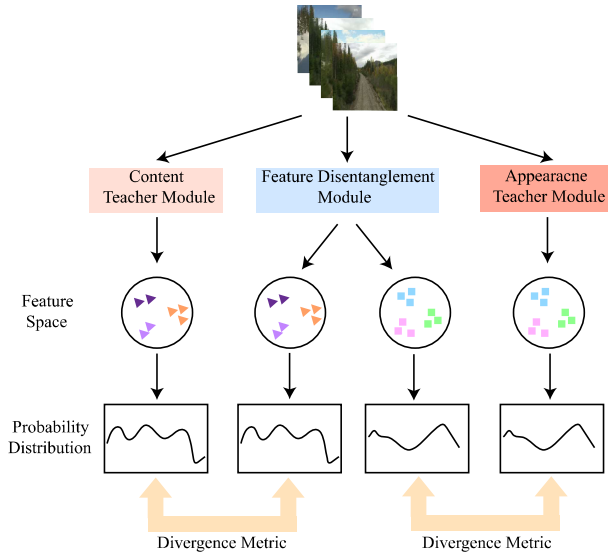 Content
Teacher Module
Feature Disentanglement
Module
Appearacne
Teacher Module
Feature
Space
Probability
Distribution
Divergence Metric
Divergence Metric